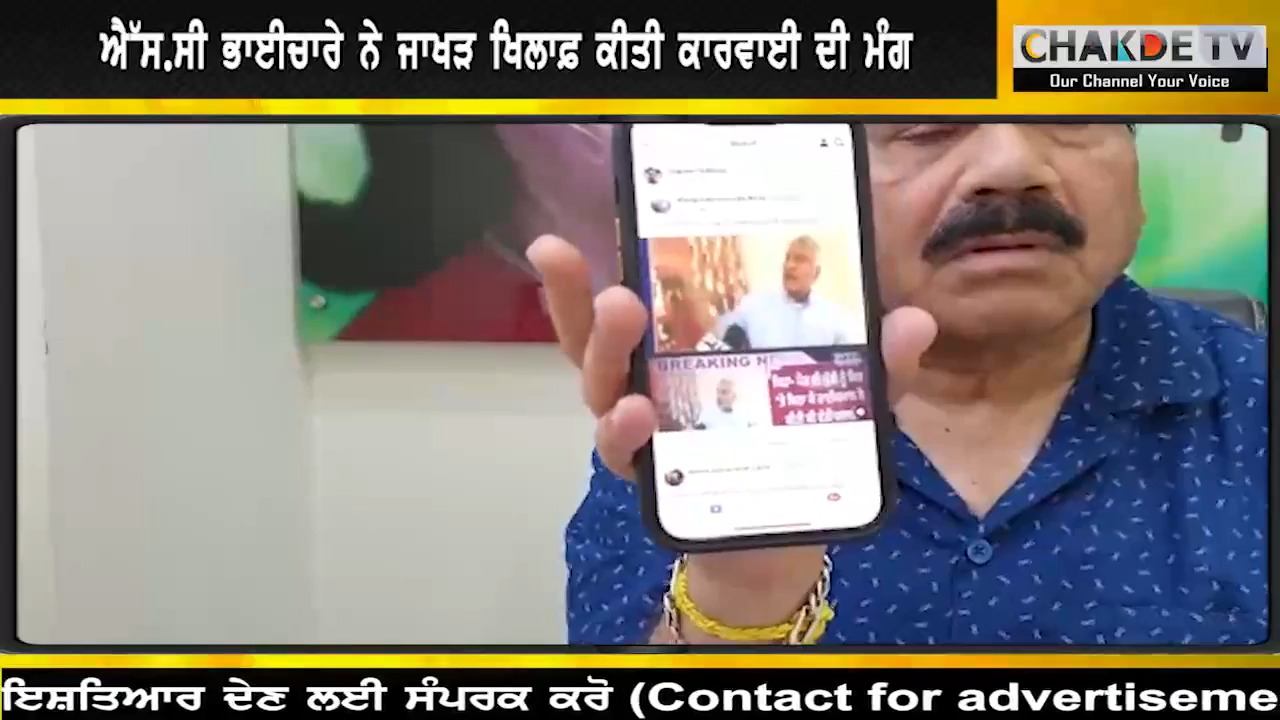 ਐੱਸ.ਸੀ ਭਾਈਚਾਰੇ ਨੇ ਜਾਖੜ ਖਿਲਾਫ਼ ਕੀਤੀ ਕਾਰਵਾਈ ਦੀ ਮੰਗ
CHAKDE TV
Our Channel Your Voice
BREAKING N
ਇਸ਼ਤਿਆਰ ਦੇਣ ਲਈ ਸੰਪਰਕ ਕਰੋ (Contact for advertiseme